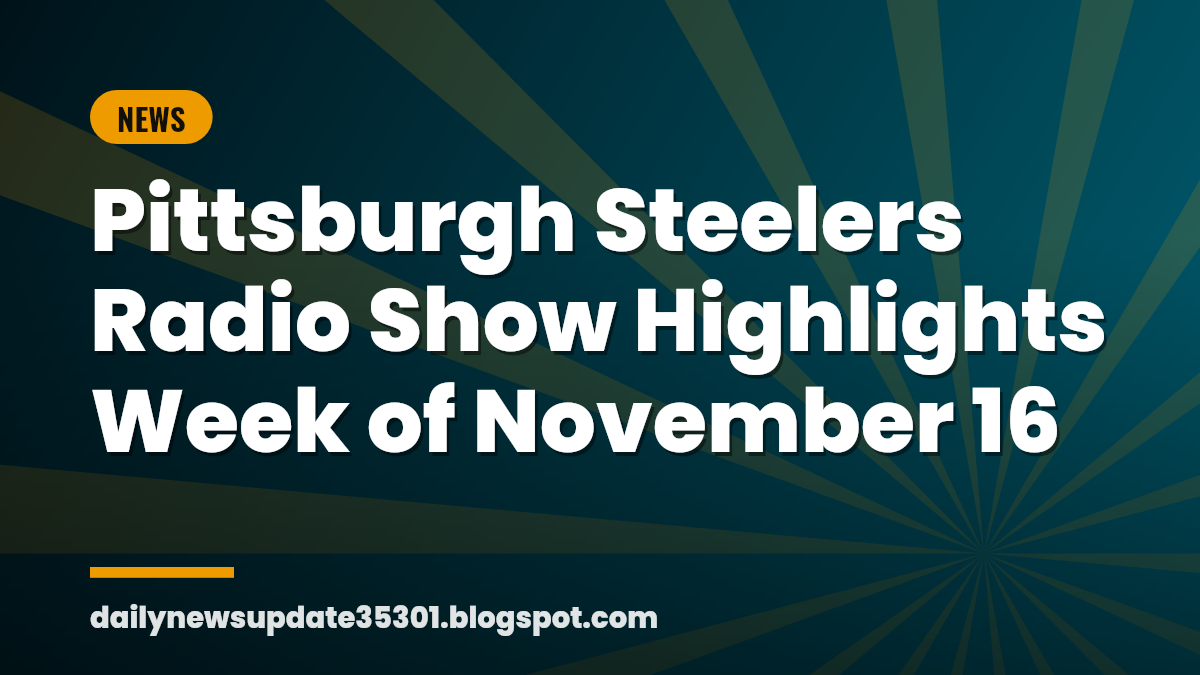 NEWS
Pittsburgh Steelers
Radio Show Highlights
Week of November 16
dailynewsupdate35301.blogspot.com